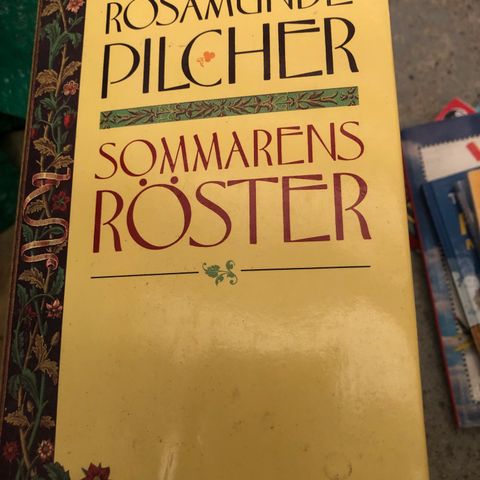 ROSAMUNDE
PILCHER
SOMMARENS
RÖSTER